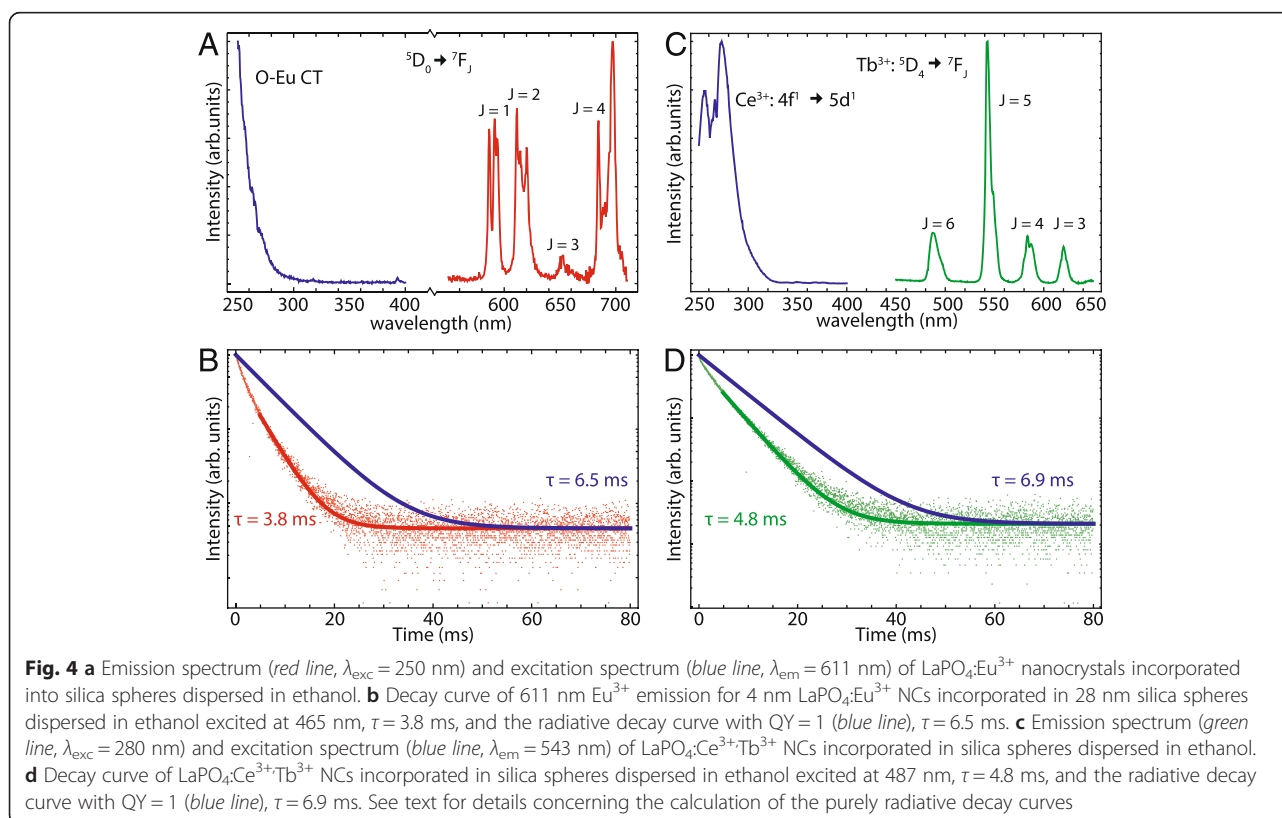 A
O-Eu CT
⁵D₀ → ⁷F_J
J = 1
J = 2
J = 4
J = 3
Intensity (arb.units)
250 300 350 400 600 650 700
wavelength (nm)
C
Tb³⁺: ⁵D₄ → ⁷F_J
Ce³⁺: 4f¹ → 5d¹
J = 5
J = 6
J = 4
J = 3
Intensity (arb.units)
250 300 350 400 450 500 550 600 650
wavelength (nm)
B
τ = 6.5 ms
τ = 3.8 ms
Intensity (arb. units)
0 20 40 60 80
Time (ms)
D
τ = 6.9 ms
τ = 4.8 ms
Intensity (arb. units)
0 20 40 60 80
Time (ms)
Fig. 4 a Emission spectrum (red line, λexc = 250 nm) and excitation spectrum (blue line, λem = 611 nm) of LaPO₄:Eu³⁺ nanocrystals incorporated
into silica spheres dispersed in ethanol. b Decay curve of 611 nm Eu³⁺ emission for 4 nm LaPO₄:Eu³⁺ NCs incorporated in 28 nm silica spheres
dispersed in ethanol excited at 465 nm, τ = 3.8 ms, and the radiative decay curve with QY = 1 (blue line), τ = 6.5 ms. c Emission spectrum (green
line, λexc = 280 nm) and excitation spectrum (blue line, λem = 543 nm) of LaPO₄:Ce³⁺,Tb³⁺ NCs incorporated in silica spheres dispersed in ethanol.
d Decay curve of LaPO₄:Ce³⁺,Tb³⁺ NCs incorporated in silica spheres dispersed in ethanol excited at 487 nm, τ = 4.8 ms, and the radiative decay
curve with QY = 1 (blue line), τ = 6.9 ms. See text for details concerning the calculation of the purely radiative decay curves